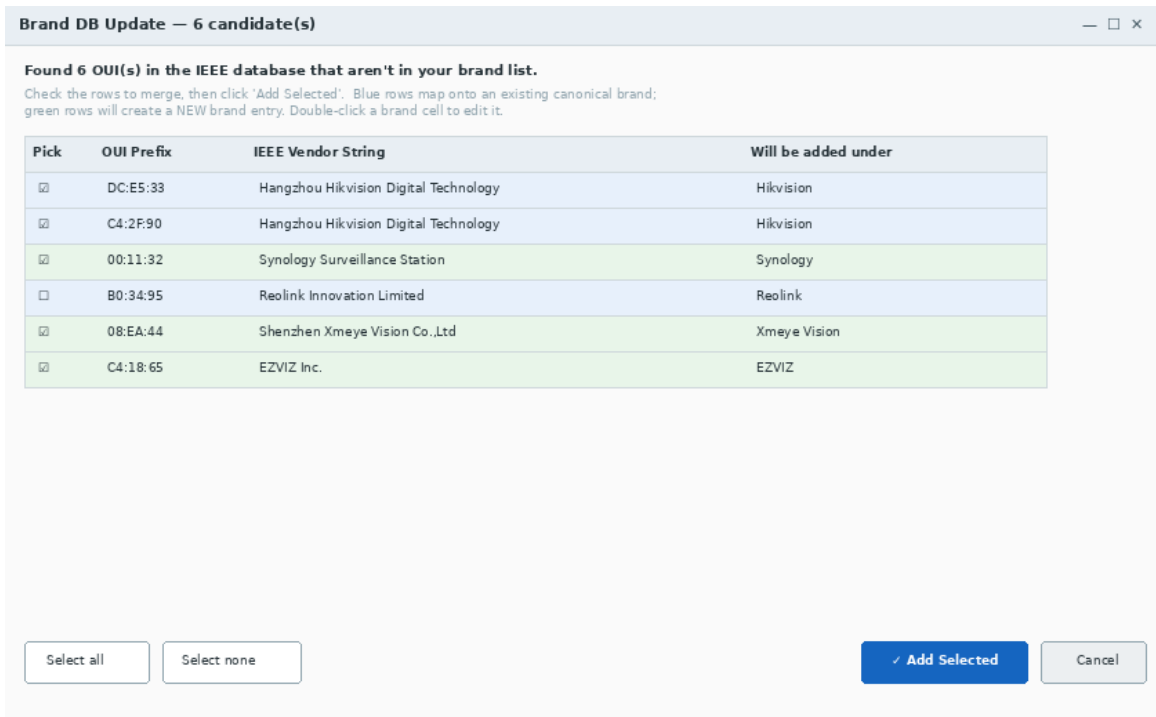 Brand DB Update — 6 candidate(s) — ☐ ✕
Found 6 OUI(s) in the IEEE database that aren't in your brand list.
Check the rows to merge, then click 'Add Selected'.  Blue rows map onto an existing canonical brand;
green rows will create a NEW brand entry. Double-click a brand cell to edit it.
Pick OUI Prefix IEEE Vendor String Will be added under
☑ DC:E5:33 Hangzhou Hikvision Digital Technology Hikvision
☑ C4:2F:90 Hangzhou Hikvision Digital Technology Hikvision
☑ 00:11:32 Synology Surveillance Station Synology
☐ B0:34:95 Reolink Innovation Limited Reolink
☑ 08:EA:44 Shenzhen Xmeye Vision Co.,Ltd Xmeye Vision
☑ C4:18:65 EZVIZ Inc. EZVIZ
Select all Select none ✓ Add Selected Cancel